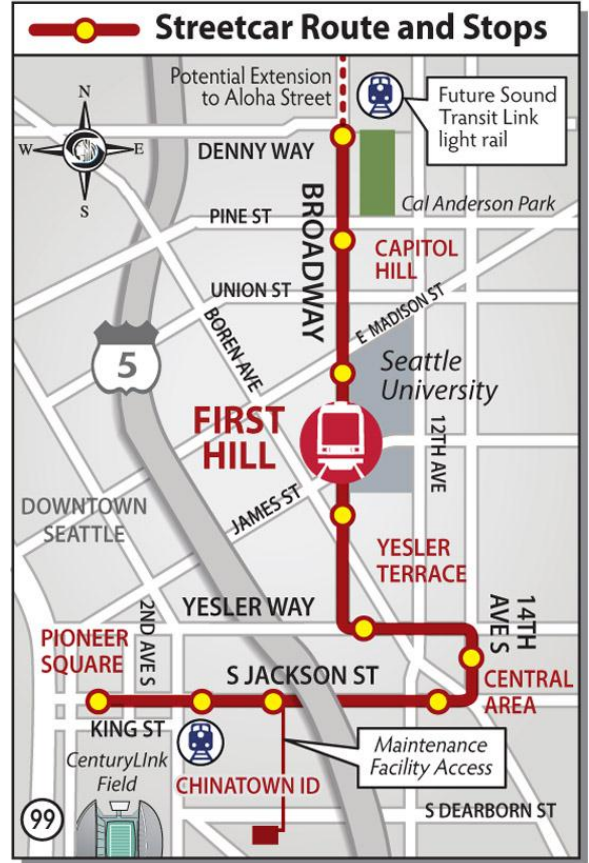 Streetcar Route and Stops
Potential Extension
to Aloha Street
Future Sound
Transit Link
light rail
N
W
E
S
DENNY WAY
Cal Anderson Park
PINE ST
BROADWAY
CAPITOL
HILL
UNION ST
E MADISON ST
BOREN AVE
5
Seattle
University
FIRST
HILL
12TH AVE
DOWNTOWN
SEATTLE
JAMES ST
YESLER
TERRACE
2ND AVE S
YESLER WAY
14TH
AVE S
PIONEER
SQUARE
S JACKSON ST
CENTRAL
AREA
KING ST
CenturyLInk
Field
Maintenance
Facility Access
CHINATOWN ID
99
S DEARBORN ST